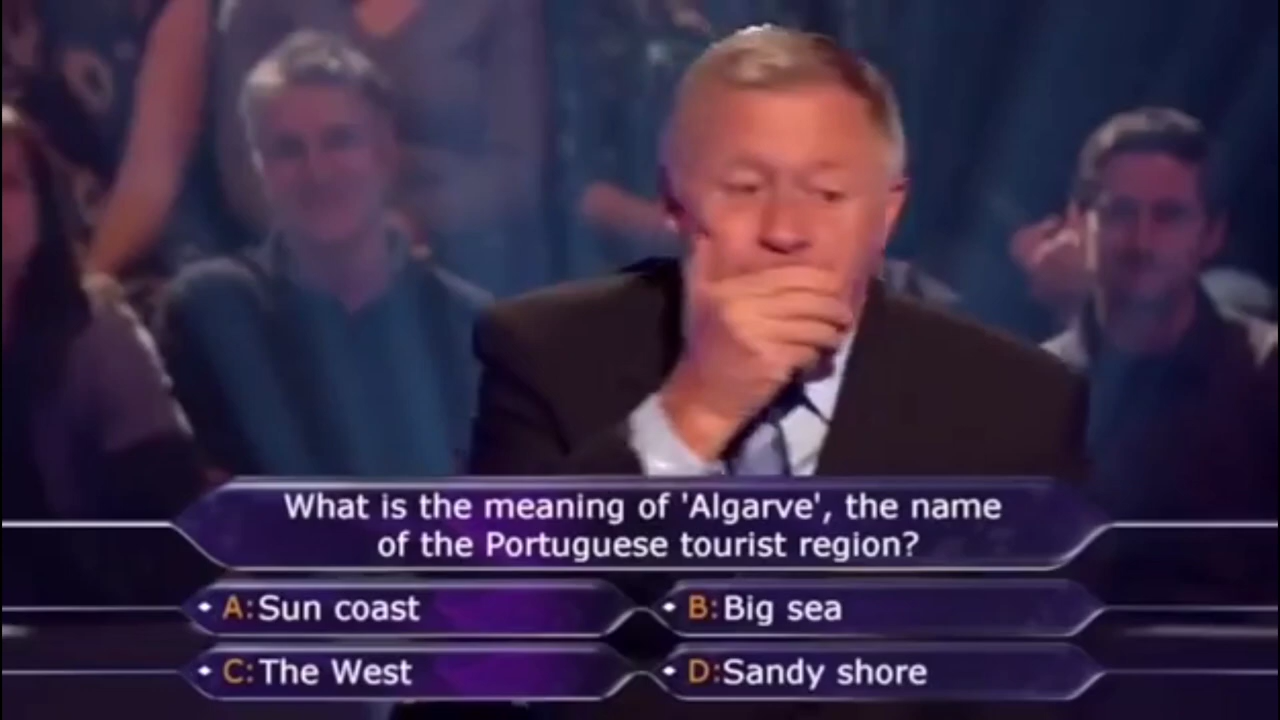 What is the meaning of 'Algarve', the name
of the Portuguese tourist region?
A:Sun coast
B:Big sea
C:The West
D:Sandy shore